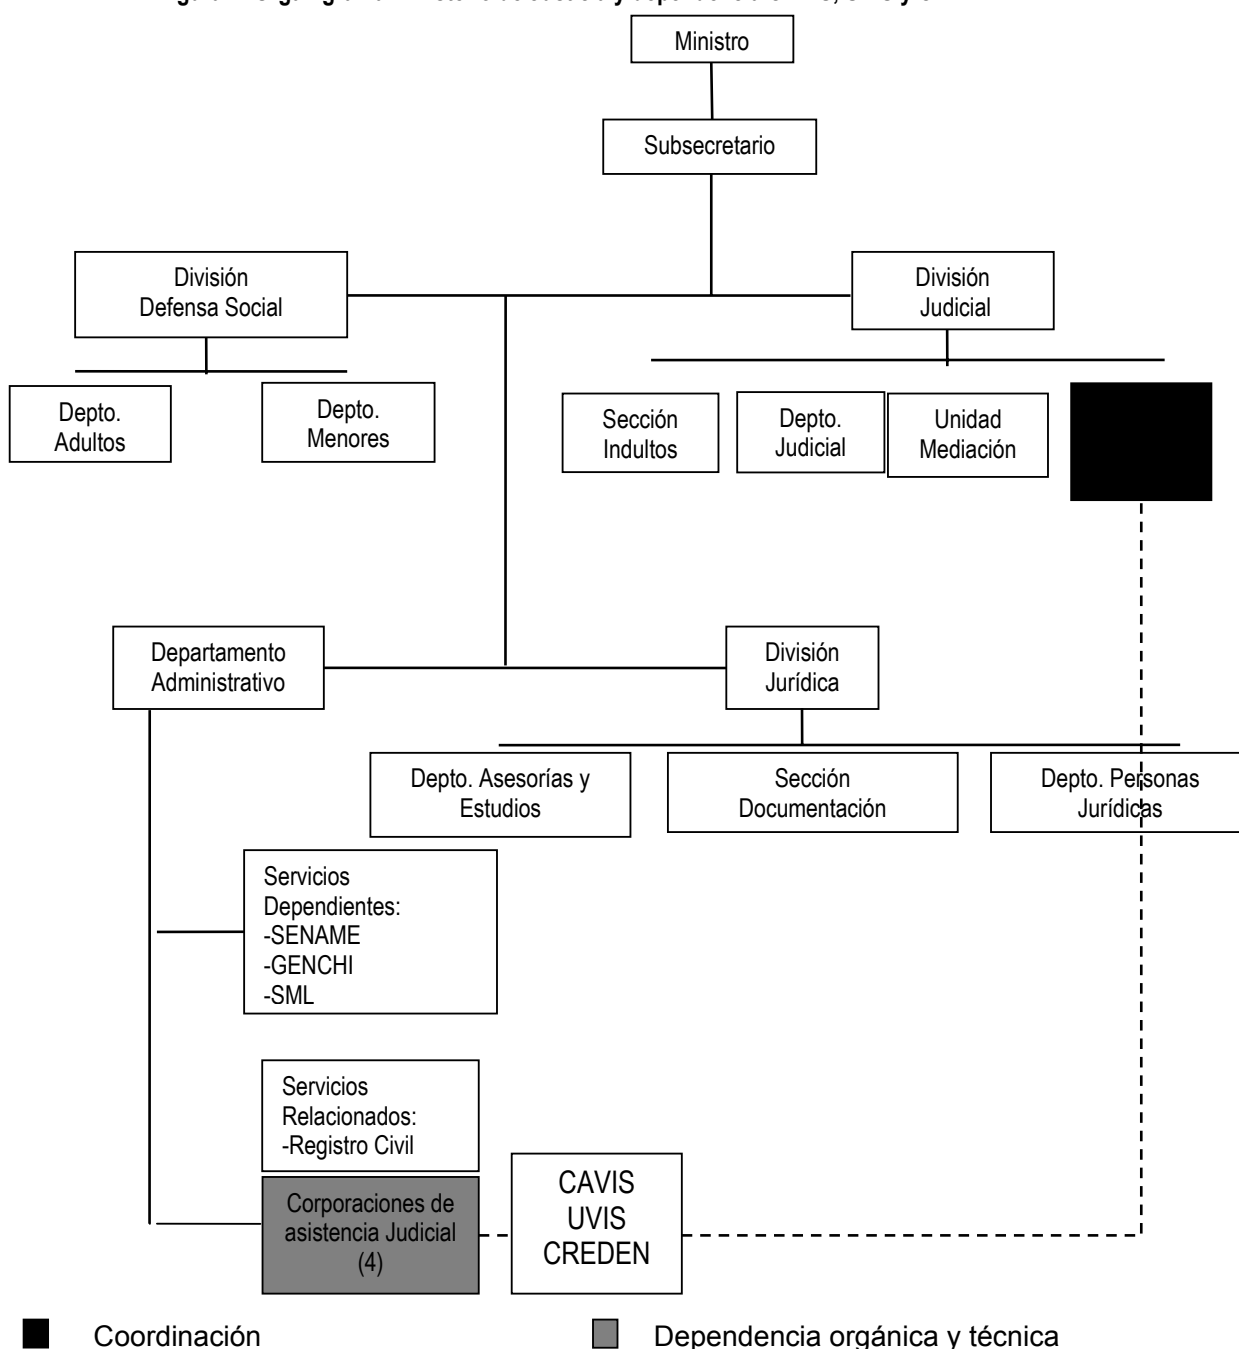 Ministro
Subsecretario
División
Defensa Social
División
Judicial
Depto.
Adultos
Depto.
Menores
Sección
Indultos
Depto.
Judicial
Unidad
Mediación
Departamento
Administrativo
División
Jurídica
Depto. Asesorías y
Estudios
Sección
Documentación
Depto. Personas
Jurídicas
Servicios
Dependientes:
-SENAME
-GENCHI
-SML
Servicios
Relacionados:
-Registro Civil
Corporaciones de
asistencia Judicial
(4)
CAVIS
UVIS
CREDEN
Coordinación
Dependencia orgánica y técnica